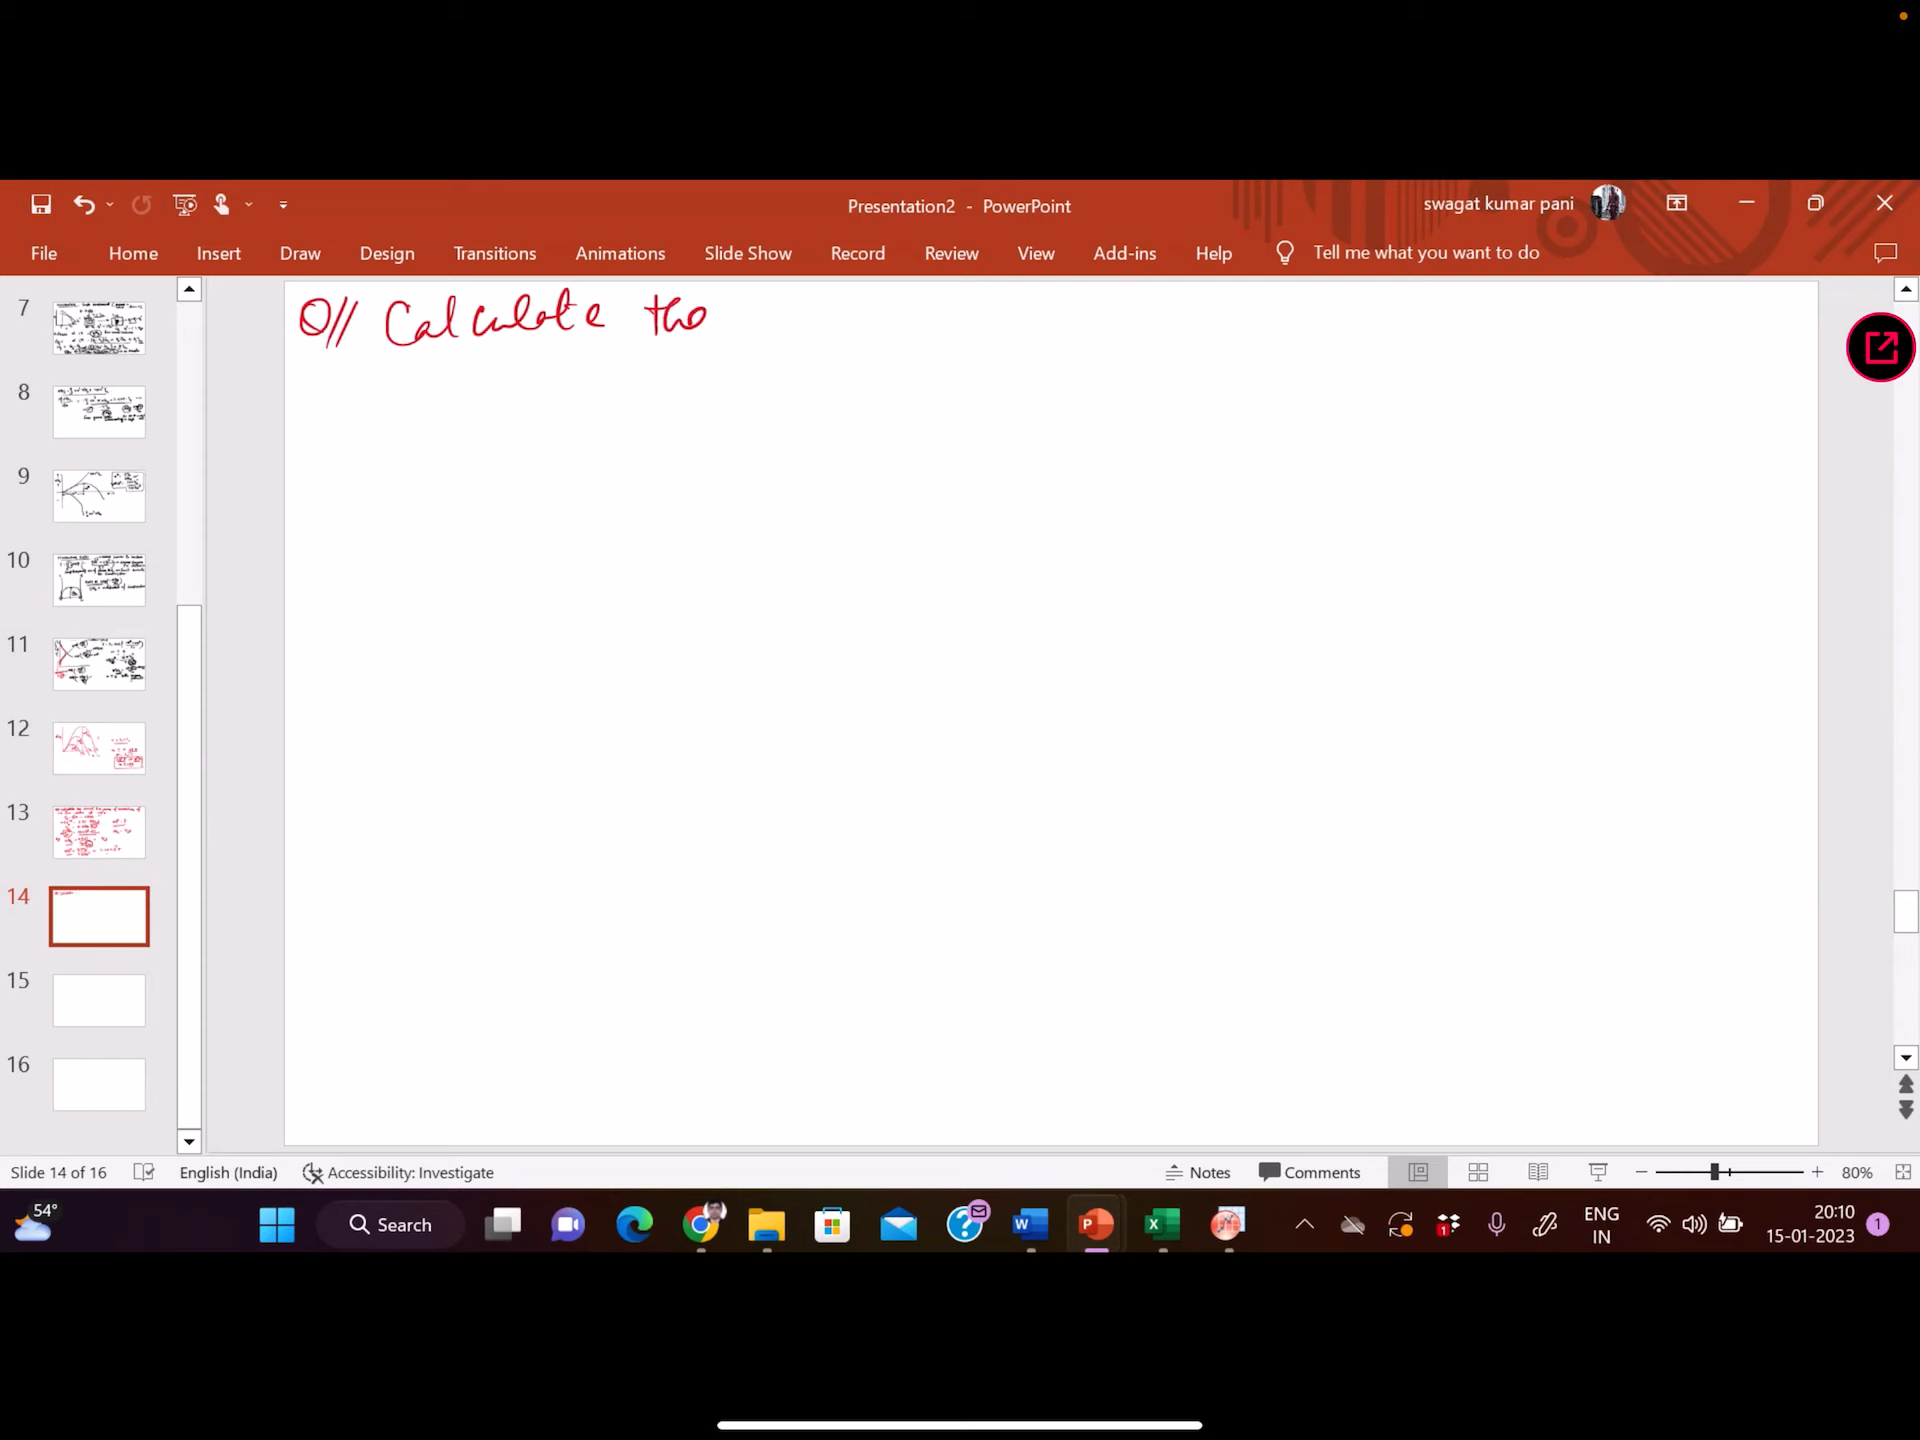 Presentation2 - PowerPoint
swagat kumar pani
File Home Insert Draw Design Transitions Animations Slide Show Record Review View Add-ins Help Tell me what you want to do
Q// Calculate the
7
8
9
10
11
12
13
14
15
16
Slide 14 of 16 English (India) Accessibility: Investigate Notes Comments 80%
54° Search ENG 20:10
IN 15-01-2023 1